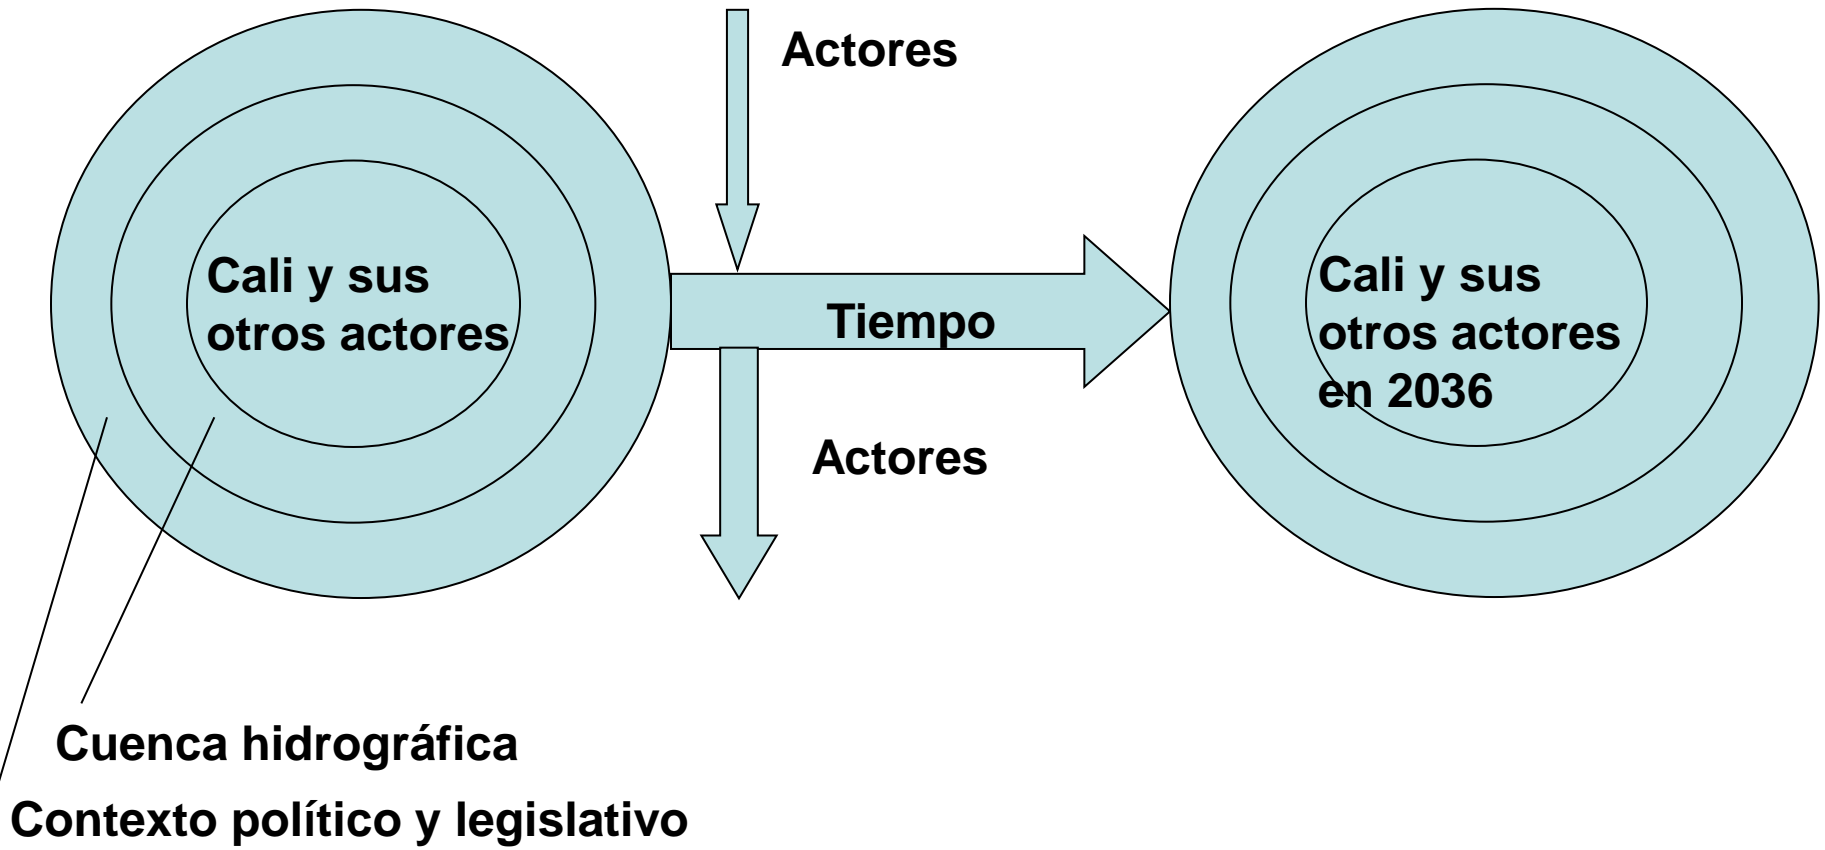 Actores
Cali y sus
otros actores
Tiempo
Cali y sus
otros actores
en 2036
Actores
Cuenca hidrográfica
Contexto político y legislativo